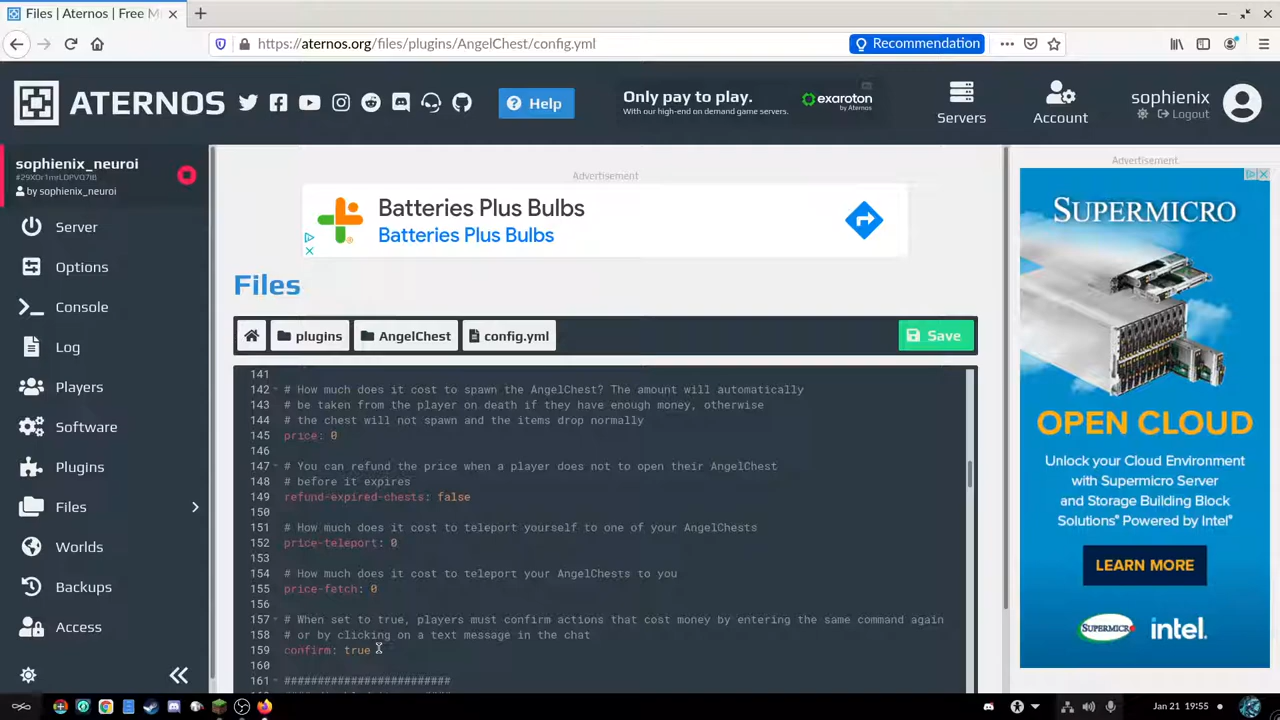 Files | Aternos | Free M
https://aternos.org/files/plugins/AngelChest/config.yml
Recommendation
ATERNOS
Help
Only pay to play.
With our high-end on demand game servers.
exaroton
by Aternos
Servers
Account
sophienix
Logout
sophienix_neuroi
by sophienix_neuroi
Server
Options
Console
Log
Players
Software
Plugins
Files
Worlds
Backups
Access
Advertisement
Batteries Plus Bulbs
Batteries Plus Bulbs
Files
plugins
AngelChest
config.yml
Save
141
142 # How much does it cost to spawn the AngelChest? The amount will automatically
143 # be taken from the player on death if they have enough money, otherwise
144 # the chest will not spawn and the items drop normally
145 price: 0
146
147 # You can refund the price when a player does not to open their AngelChest
148 # before it expires
149 refund-expired-chests: false
150
151 # How much does it cost to teleport yourself to one of your AngelChests
152 price-teleport: 0
153
154 # How much does it cost to teleport your AngelChests to you
155 price-fetch: 0
156
157 # When set to true, players must confirm actions that cost money by entering the same command again
158 # or by clicking on a text message in the chat
159 confirm: true
160
161 #########################
Advertisement
SUPERMICRO
OPEN CLOUD
Unlock your Cloud Environment
with Supermicro Server
and Storage Building Block
Solutions® Powered by Intel®
LEARN MORE
SUPERMICRO
intel.
Jan 21 19:55